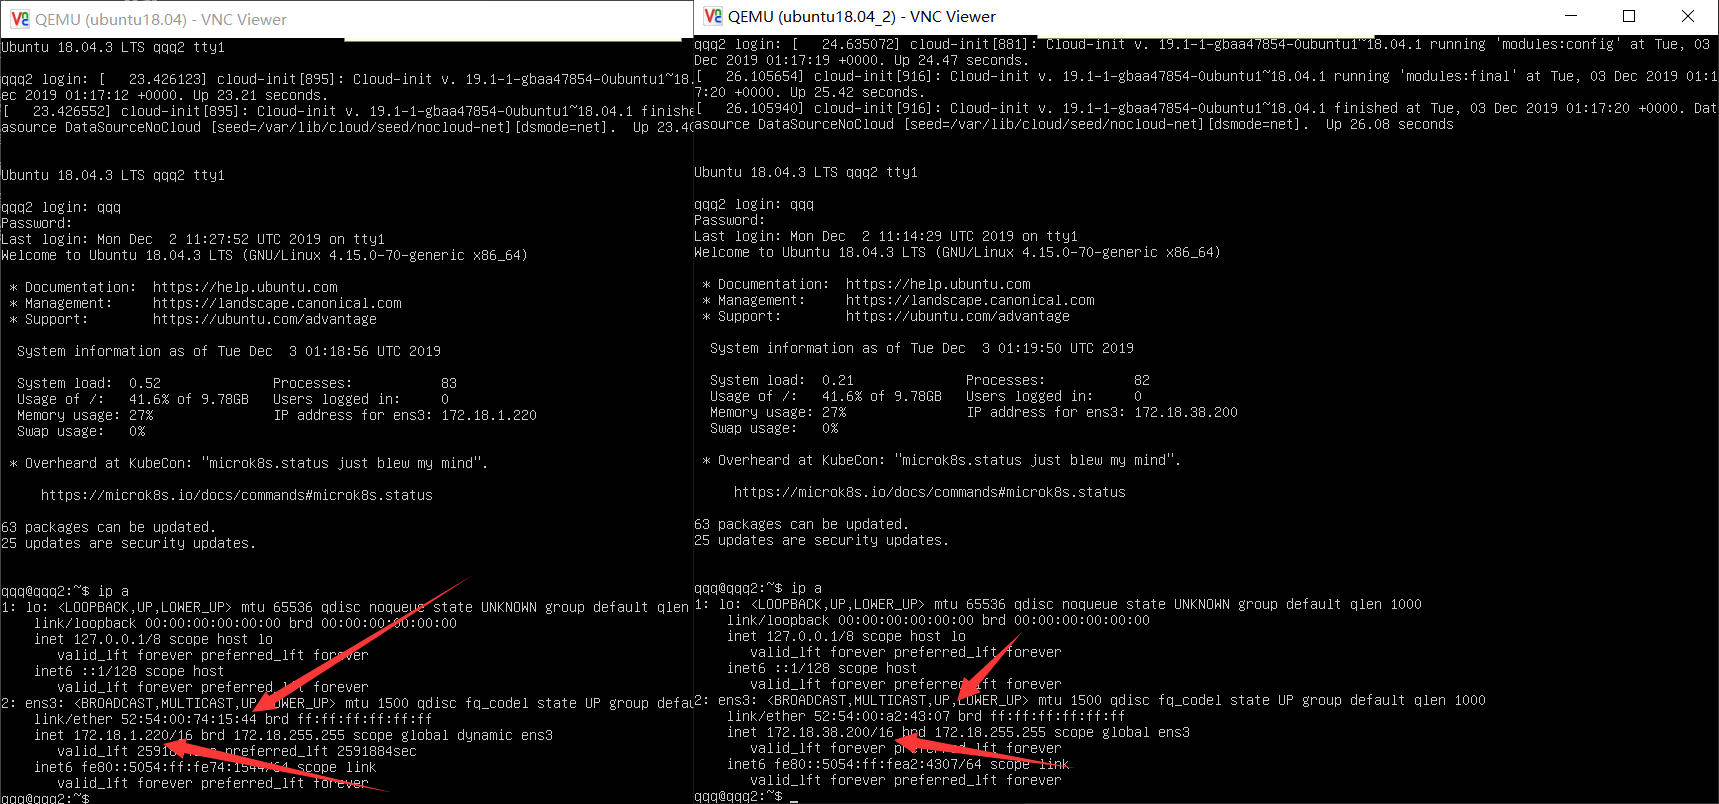 QEMU (ubuntu18.04) - VNC Viewer
Ubuntu 18.04.3 LTS qqq2 tty1
qqq2 login: [   23.426123] cloud-init[895]: Cloud-init v. 19.1-1-gbaa47854-0ubuntu1~18.
ec 2019 01:17:12 +0000. Up 23.21 seconds.
[   23.426552] cloud-init[895]: Cloud-init v. 19.1-1-gbaa47854-0ubuntu1~18.04.1 finishe
asource DataSourceNoCloud [seed=/var/lib/cloud/seed/nocloud-net][dsmode=net].  Up 23.40
Ubuntu 18.04.3 LTS qqq2 tty1
qqq2 login: qqq
Password:
Last login: Mon Dec  2 11:27:52 UTC 2019 on tty1
Welcome to Ubuntu 18.04.3 LTS (GNU/Linux 4.15.0-70-generic x86_64)
 * Documentation:  https://help.ubuntu.com
 * Management:     https://landscape.canonical.com
 * Support:        https://ubuntu.com/advantage
  System information as of Tue Dec  3 01:18:56 UTC 2019
  System load:  0.52              Processes:           83
  Usage of /:   41.6% of 9.78GB   Users logged in:     0
  Memory usage: 27%               IP address for ens3: 172.18.1.220
  Swap usage:   0%
 * Overheard at KubeCon: "microk8s.status just blew my mind".
     https://microk8s.io/docs/commands#microk8s.status
63 packages can be updated.
25 updates are security updates.
qqq@qqq2:~$ ip a
1: lo: <LOOPBACK,UP,LOWER_UP> mtu 65536 qdisc noqueue state UNKNOWN group default qlen
    link/loopback 00:00:00:00:00:00 brd 00:00:00:00:00:00
    inet 127.0.0.1/8 scope host lo
       valid_lft forever preferred_lft forever
    inet6 ::1/128 scope host
       valid_lft forever preferred_lft forever
2: ens3: <BROADCAST,MULTICAST,UP,LOWER_UP> mtu 1500 qdisc fq_codel state UP group defau
    link/ether 52:54:00:74:15:44 brd ff:ff:ff:ff:ff:ff
    inet 172.18.1.220/16 brd 172.18.255.255 scope global dynamic ens3
       valid_lft preferred_lft 2591884sec
    inet6 fe80::5054:ff:fe74:1544/64 scope link
       valid_lft forever preferred_lft forever
qqq@qqq2:~$
QEMU (ubuntu18.04_2) - VNC Viewer
qqq2 login: [   24.635072] cloud-init[881]: Cloud-init v. 19.1-1-gbaa47854-0ubuntu1~18.04.1 running 'modules:config' at Tue, 03
Dec 2019 01:17:19 +0000. Up 24.47 seconds.
[   26.105654] cloud-init[916]: Cloud-init v. 19.1-1-gbaa47854-0ubuntu1~18.04.1 running 'modules:final' at Tue, 03 Dec 2019 01:1
7:20 +0000. Up 25.42 seconds.
[   26.105940] cloud-init[916]: Cloud-init v. 19.1-1-gbaa47854-0ubuntu1~18.04.1 finished at Tue, 03 Dec 2019 01:17:20 +0000. Dat
asource DataSourceNoCloud [seed=/var/lib/cloud/seed/nocloud-net][dsmode=net].  Up 26.08 seconds
Ubuntu 18.04.3 LTS qqq2 tty1
qqq2 login: qqq
Password:
Last login: Mon Dec  2 11:14:29 UTC 2019 on tty1
Welcome to Ubuntu 18.04.3 LTS (GNU/Linux 4.15.0-70-generic x86_64)
 * Documentation:  https://help.ubuntu.com
 * Management:     https://landscape.canonical.com
 * Support:        https://ubuntu.com/advantage
  System information as of Tue Dec  3 01:19:50 UTC 2019
  System load:  0.21              Processes:           82
  Usage of /:   41.6% of 9.78GB   Users logged in:     0
  Memory usage: 27%               IP address for ens3: 172.18.38.200
  Swap usage:   0%
 * Overheard at KubeCon: "microk8s.status just blew my mind".
     https://microk8s.io/docs/commands#microk8s.status
63 packages can be updated.
25 updates are security updates.
qqq@qqq2:~$ ip a
1: lo: <LOOPBACK,UP,LOWER_UP> mtu 65536 qdisc noqueue state UNKNOWN group default qlen 1000
    link/loopback 00:00:00:00:00:00 brd 00:00:00:00:00:00
    inet 127.0.0.1/8 scope host lo
       valid_lft forever preferred_lft forever
    inet6 ::1/128 scope host
       valid_lft forever preferred_lft forever
2: ens3: <BROADCAST,MULTICAST,UP,LOWER_UP> mtu 1500 qdisc fq_codel state UP group default qlen 1000
    link/ether 52:54:00:a2:43:07 brd ff:ff:ff:ff:ff:ff
    inet 172.18.38.200/16 brd 172.18.255.255 scope global ens3
       valid_lft forever preferred_lft forever
    inet6 fe80::5054:ff:fea2:4307/64 scope link
       valid_lft forever preferred_lft forever
qqq@qqq2:~$ _